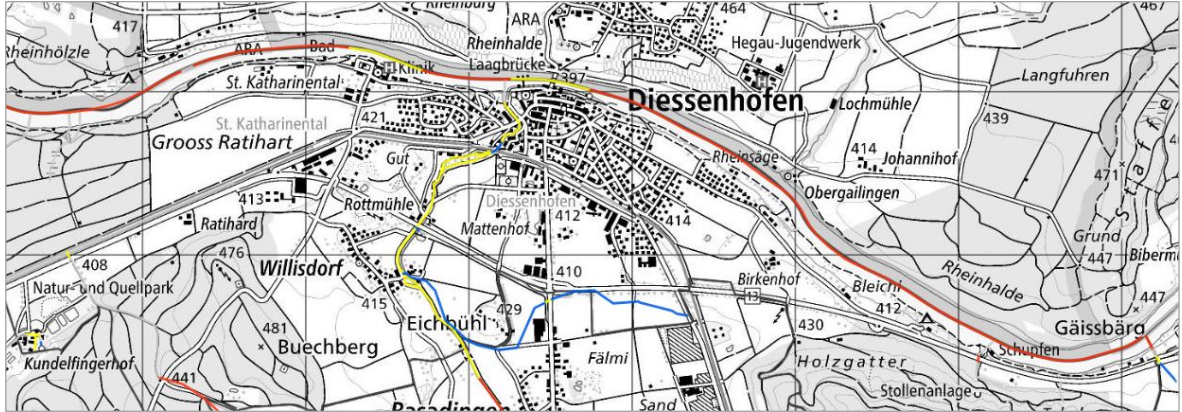 417
Rheinburg
ARA
464
467
Rheinhölzle
ARA
Bad
Klinik
Rheinhalde
Laagbrücke
397
Hegau-Jugendwerk
Langfuhren
St. Katharinental
Diessenhofen
Lochmühle
St. Katharinental
421
439
Grooss Ratihart
Gut
Rheinsäge
414
Johannihof
Staffel
471
413
Rottmühle
Diessenhofen
412
Mattenhof
414
Obergailingen
Ratihard
476
Grund
447
408
Willisdorf
410
Birkenhof
Rheinhalde
Natur- und Quellpark
415
429
13
Bleichi
412
447
481
Eichbühl
430
Gäissbärg
Buechberg
Fälmi
Schupfen
Kundelfingerhof
Holzgatter
441
Stollenanlage
Sand